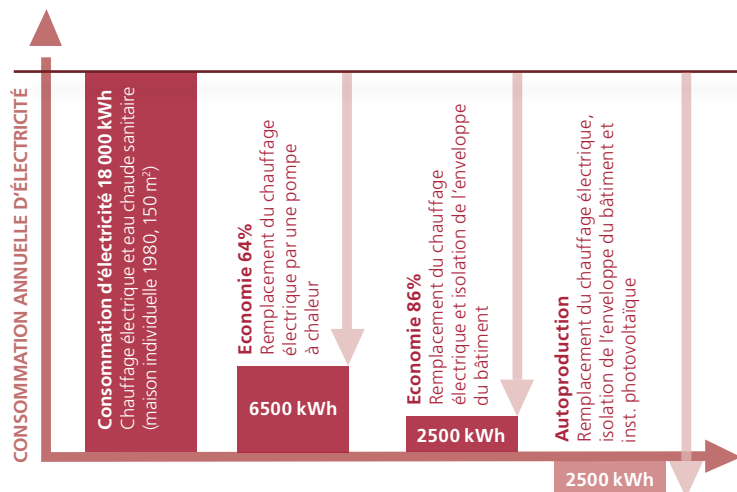 CONSOMMATION ANNUELLE D'ÉLECTRICITÉ
Consommation d'électricité 18 000 kWh
Chauffage électrique et eau chaude sanitaire
(maison individuelle 1980, 150 m²)
Economie 64%
Remplacement du chauffage
électrique par une pompe
à chaleur
6500 kWh
Economie 86%
Remplacement du chauffage
électrique et isolation de l'enveloppe
du bâtiment
2500 kWh
Autoproduction
Remplacement du chauffage électrique,
isolation de l'enveloppe du bâtiment et
inst. photovoltaïque
2500 kWh